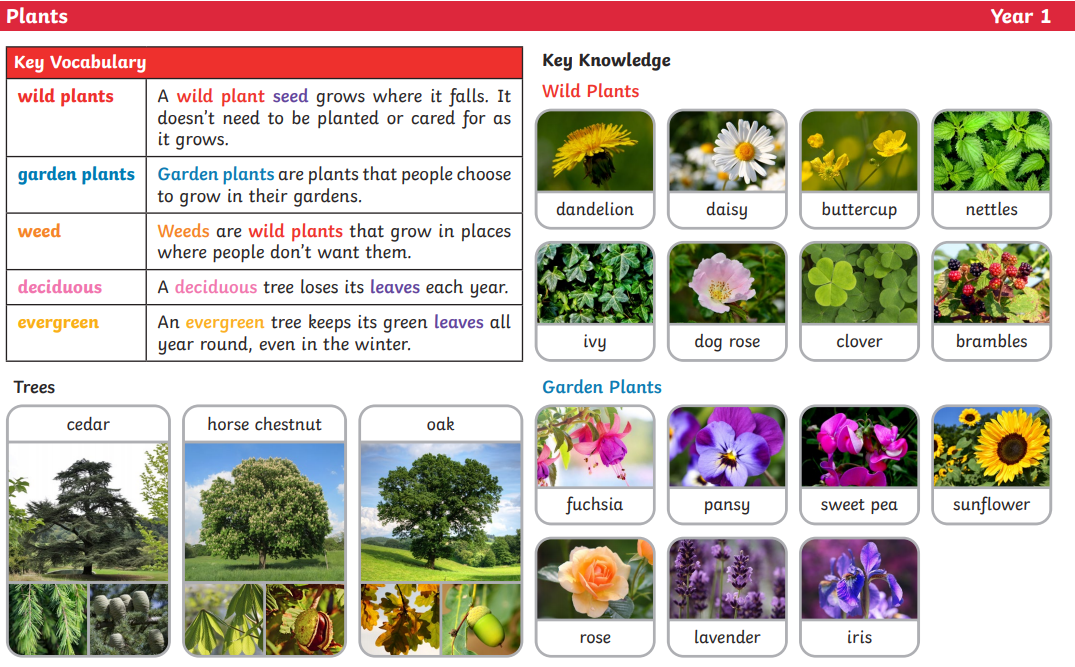 Plants
Year 1
Key Vocabulary
wild plants
A wild plant seed grows where it falls. It
doesn't need to be planted or cared for as
it grows.
garden plants
Garden plants are plants that people choose
to grow in their gardens.
weed
Weeds are wild plants that grow in places
where people don't want them.
deciduous
A deciduous tree loses its leaves each year.
evergreen
An evergreen tree keeps its green leaves all
year round, even in the winter.
Trees
cedar
horse chestnut
oak
Key Knowledge
Wild Plants
dandelion
daisy
buttercup
nettles
ivy
dog rose
clover
brambles
Garden Plants
fuchsia
pansy
sweet pea
sunflower
rose
lavender
iris